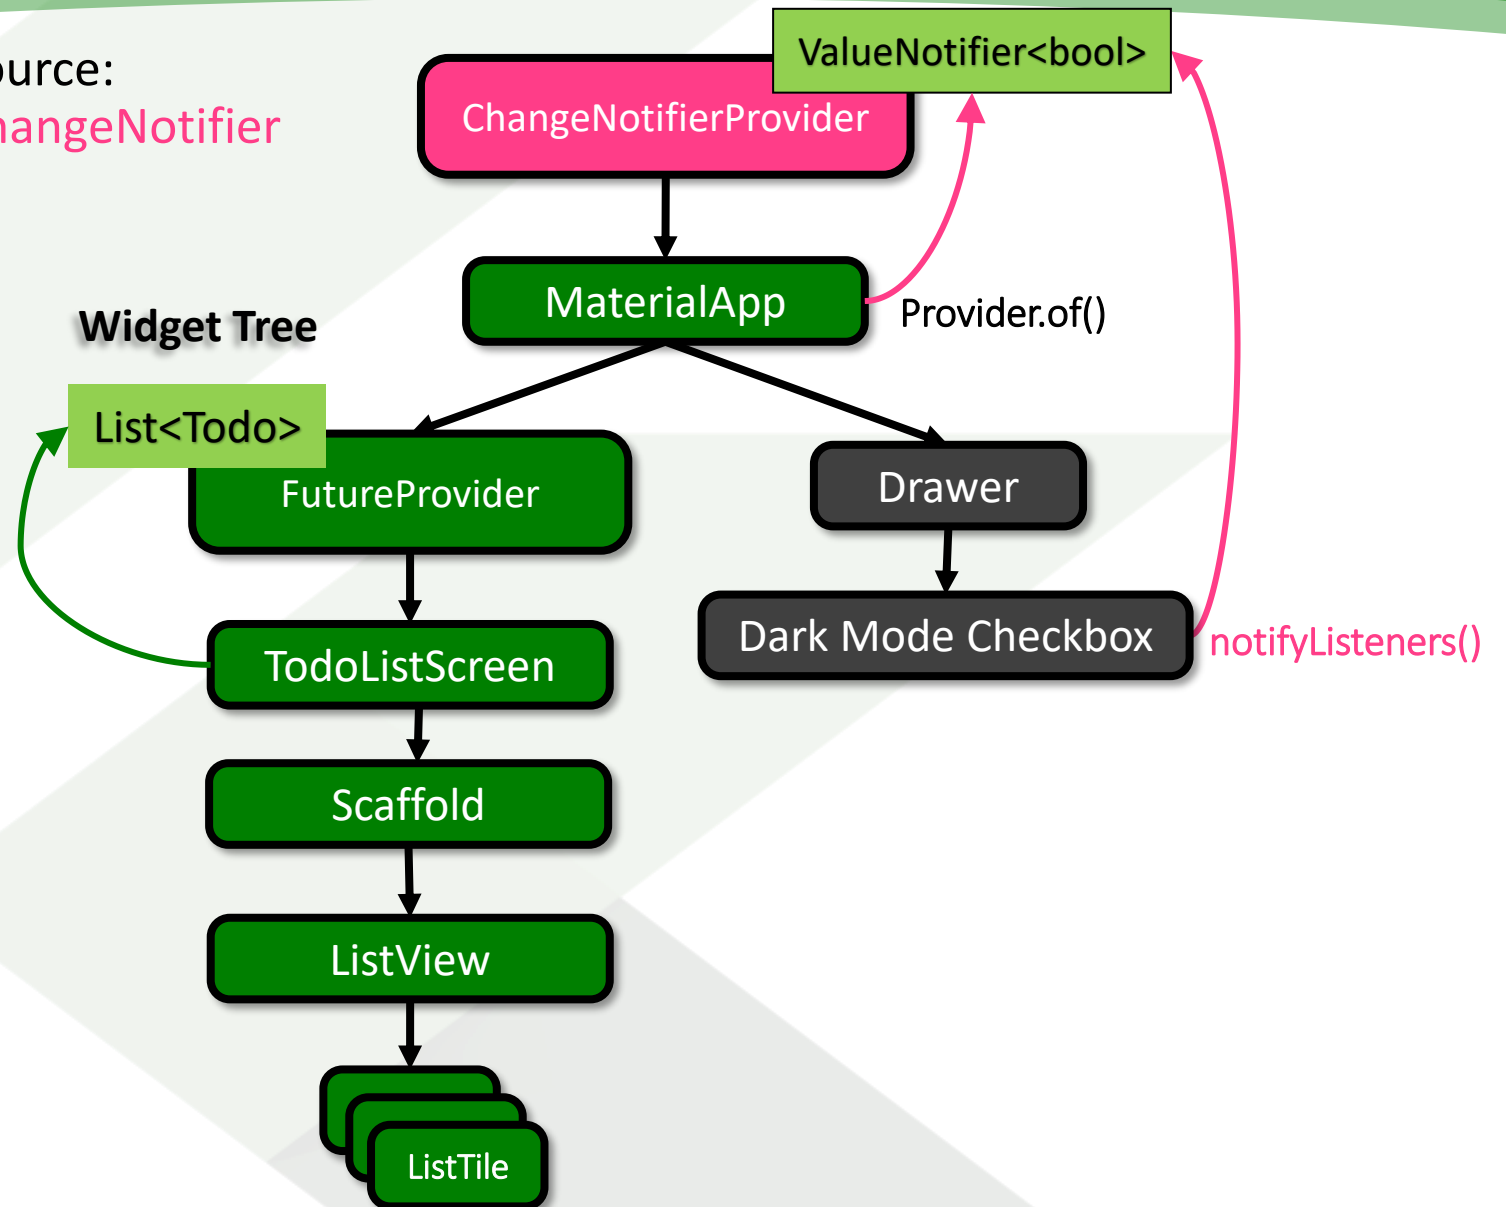 ource:
hangeNotifier
ValueNotifier<bool>
ChangeNotifierProvider
MaterialApp
Provider.of()
Widget Tree
List<Todo>
FutureProvider
Drawer
TodoListScreen
Dark Mode Checkbox
notifyListeners()
Scaffold
ListView
ListTile